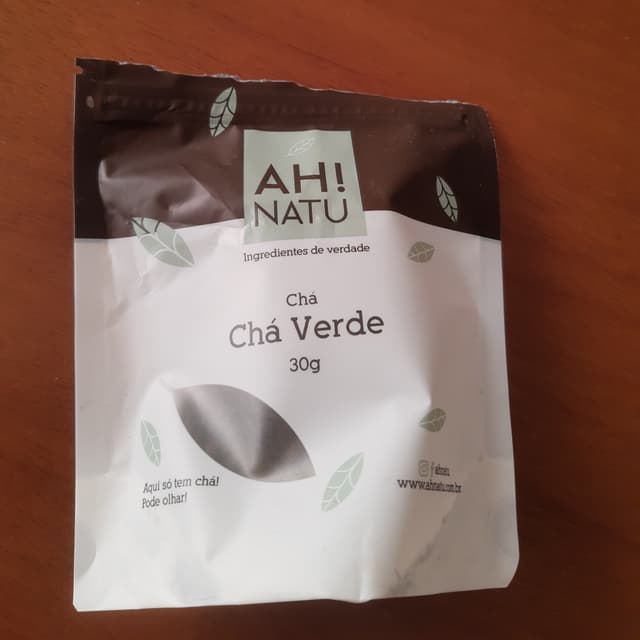 AH!
NATU
Ingredientes de verdade
Chá
Chá Verde
30g
Aqui só tem chá!
Pode olhar!
ahnatu
www.ahnatu.com.br